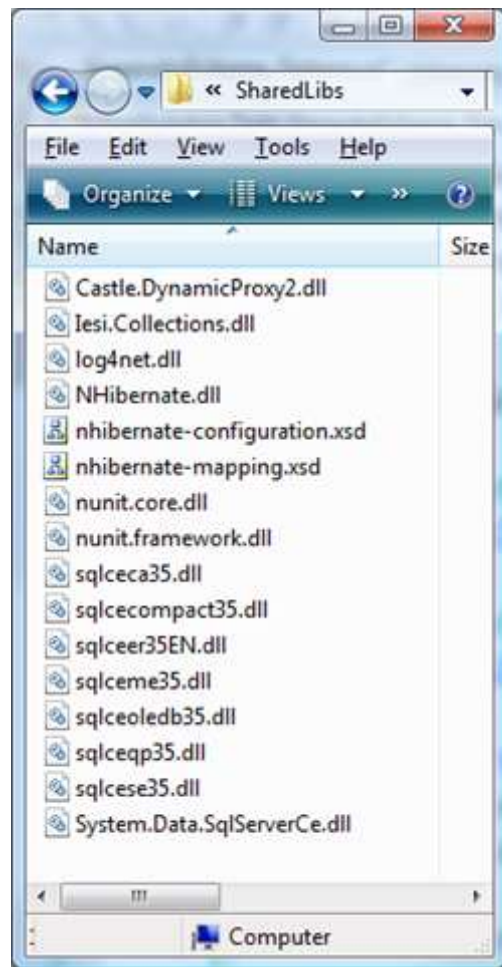 « SharedLibs
File Edit View Tools Help
Organize Views »
Name Size
Castle.DynamicProxy2.dll
Iesi.Collections.dll
log4net.dll
NHibernate.dll
nhibernate-configuration.xsd
nhibernate-mapping.xsd
nunit.core.dll
nunit.framework.dll
sqlceca35.dll
sqlcecompact35.dll
sqlceer35EN.dll
sqlceme35.dll
sqlceoledb35.dll
sqlceqp35.dll
sqlcese35.dll
System.Data.SqlServerCe.dll
Computer